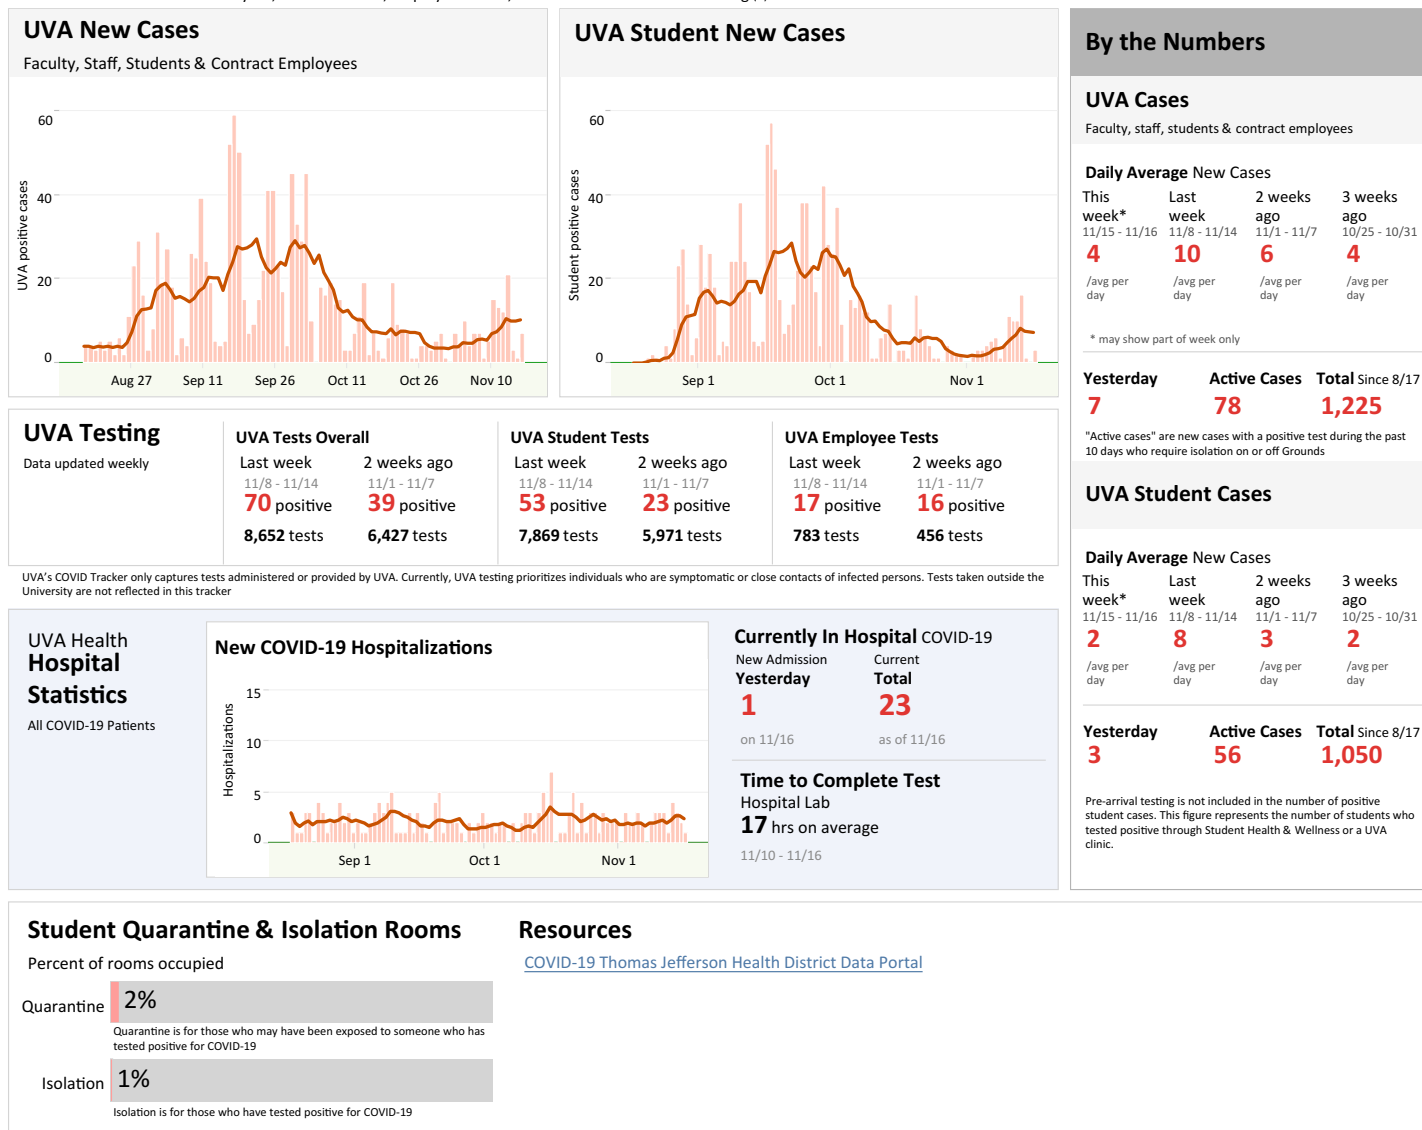 UVA New Cases
Faculty, Staff, Students & Contract Employees
60
40
20
0
UVA positive cases
Aug 27 Sep 11 Sep 26 Oct 11 Oct 26 Nov 10
UVA Student New Cases
60
40
20
0
Student positive cases
Sep 1 Oct 1 Nov 1
By the Numbers
UVA Cases
Faculty, staff, students & contract employees
Daily Average New Cases
This week* Last week 2 weeks ago 3 weeks ago
11/15 - 11/16 11/8 - 11/14 11/1 - 11/7 10/25 - 10/31
4 10 6 4
/avg per day /avg per day /avg per day /avg per day
* may show part of week only
Yesterday Active Cases Total Since 8/17
7 78 1,225
"Active cases" are new cases with a positive test during the past
10 days who require isolation on or off Grounds
UVA Student Cases
Daily Average New Cases
This week* Last week 2 weeks ago 3 weeks ago
11/15 - 11/16 11/8 - 11/14 11/1 - 11/7 10/25 - 10/31
2 8 3 2
/avg per day /avg per day /avg per day /avg per day
Yesterday Active Cases Total Since 8/17
3 56 1,050
Pre-arrival testing is not included in the number of positive
student cases. This figure represents the number of students who
tested positive through Student Health & Wellness or a UVA
clinic.
UVA Testing
Data updated weekly
UVA Tests Overall
Last week 2 weeks ago
11/8 - 11/14 11/1 - 11/7
70 positive 39 positive
8,652 tests 6,427 tests
UVA Student Tests
Last week 2 weeks ago
11/8 - 11/14 11/1 - 11/7
53 positive 23 positive
7,869 tests 5,971 tests
UVA Employee Tests
Last week 2 weeks ago
11/8 - 11/14 11/1 - 11/7
17 positive 16 positive
783 tests 456 tests
UVA's COVID Tracker only captures tests administered or provided by UVA. Currently, UVA testing prioritizes individuals who are symptomatic or close contacts of infected persons. Tests taken outside the
University are not reflected in this tracker
UVA Health
Hospital
Statistics
All COVID-19 Patients
New COVID-19 Hospitalizations
15
10
5
0
Hospitalizations
Sep 1 Oct 1 Nov 1
Currently In Hospital COVID-19
New Admission Current
Yesterday Total
1 23
on 11/16 as of 11/16
Time to Complete Test
Hospital Lab
17 hrs on average
11/10 - 11/16
Student Quarantine & Isolation Rooms
Percent of rooms occupied
Quarantine 2%
Quarantine is for those who may have been exposed to someone who has
tested positive for COVID-19
Isolation 1%
Isolation is for those who have tested positive for COVID-19
Resources
COVID-19 Thomas Jefferson Health District Data Portal